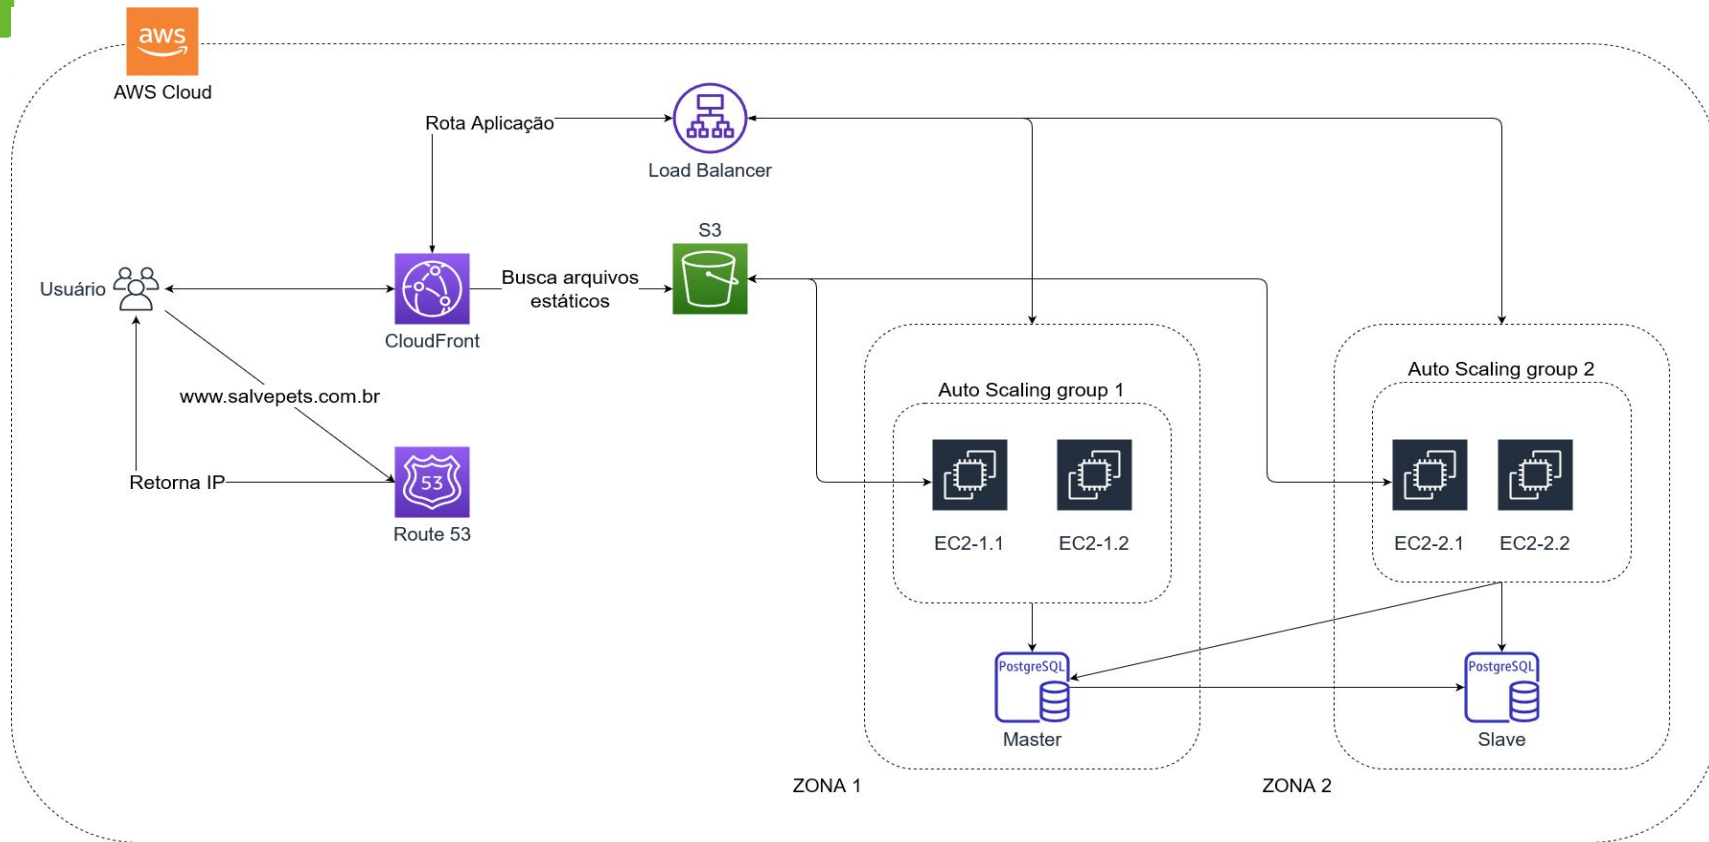 aws
AWS Cloud
Rota Aplicação
Load Balancer
S3
Usuário
Busca arquivos
estáticos
CloudFront
www.salvepets.com.br
Retorna IP
53
Route 53
Auto Scaling group 1
EC2-1.1
EC2-1.2
PostgreSQL
Master
ZONA 1
Auto Scaling group 2
EC2-2.1
EC2-2.2
PostgreSQL
Slave
ZONA 2